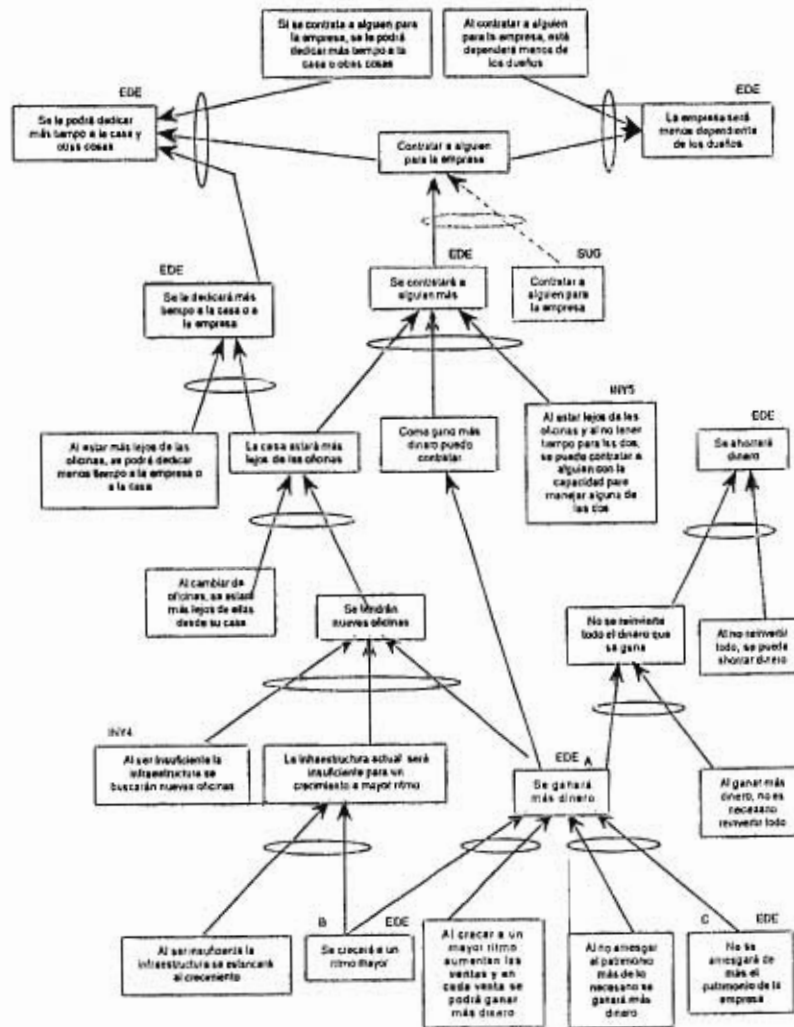 Si se contrata a alguien para
la empresa, se le podrá
dedicar más tiempo a la
casa o otras cosas
Al contratar a alguien
para la empresa, está
dependerá menos de
los dueños
EDE
Se le podrá dedicar
más tiempo a la casa y
otras cosas
Contratar a alguien
para la empresa
EDE
La empresa será
menos dependiente
de los dueños
EDE
Se le dedicará más
tiempo a la casa o a
la empresa
EDE
Se contratará a
alguien más
SUG
Contratar a
alguien para
la empresa
Al estar más lejos de las
oficinas, se podrá dedicar
menos tiempo a la empresa o
a la casa
La casa estará más
lejos de las oficinas
Como gano más
dinero puedo
contratar
INY5
Al estar lejos de las
oficinas y al no tener
tiempo para las dos,
se puede contratar a
alguien con la
capacidad para
manejar alguna de
las dos
EDE
Se ahorrará
dinero
Al cambiar de
oficinas, se estará
más lejos de ellas
desde su casa
Se tendrán
nuevas oficinas
No se reinvierte
todo el dinero que
se gana
Al no reinvertir
todo, se puede
ahorrar dinero
INY4
Al ser insuficiente la
infraestructura se
buscarán nuevas oficinas
La infraestructura actual será
insuficiente para un
crecimiento a mayor ritmo
EDE A
Se ganará
más dinero
Al ganar más
dinero, no es
necesario
reinvertir todo
Al ser insuficiente la
infraestructura se estancará
el crecimiento
B EDE
Se crecerá a un
ritmo mayor
Al crecer a un
mayor ritmo
aumentan las
ventas y en
cada venta se
podrá ganar
más dinero
Al no arriesgar
el patrimonio
más de lo
necesario se
ganará más
dinero
C EDE
No se
arriesgará de
más el
patrimonio de la
empresa